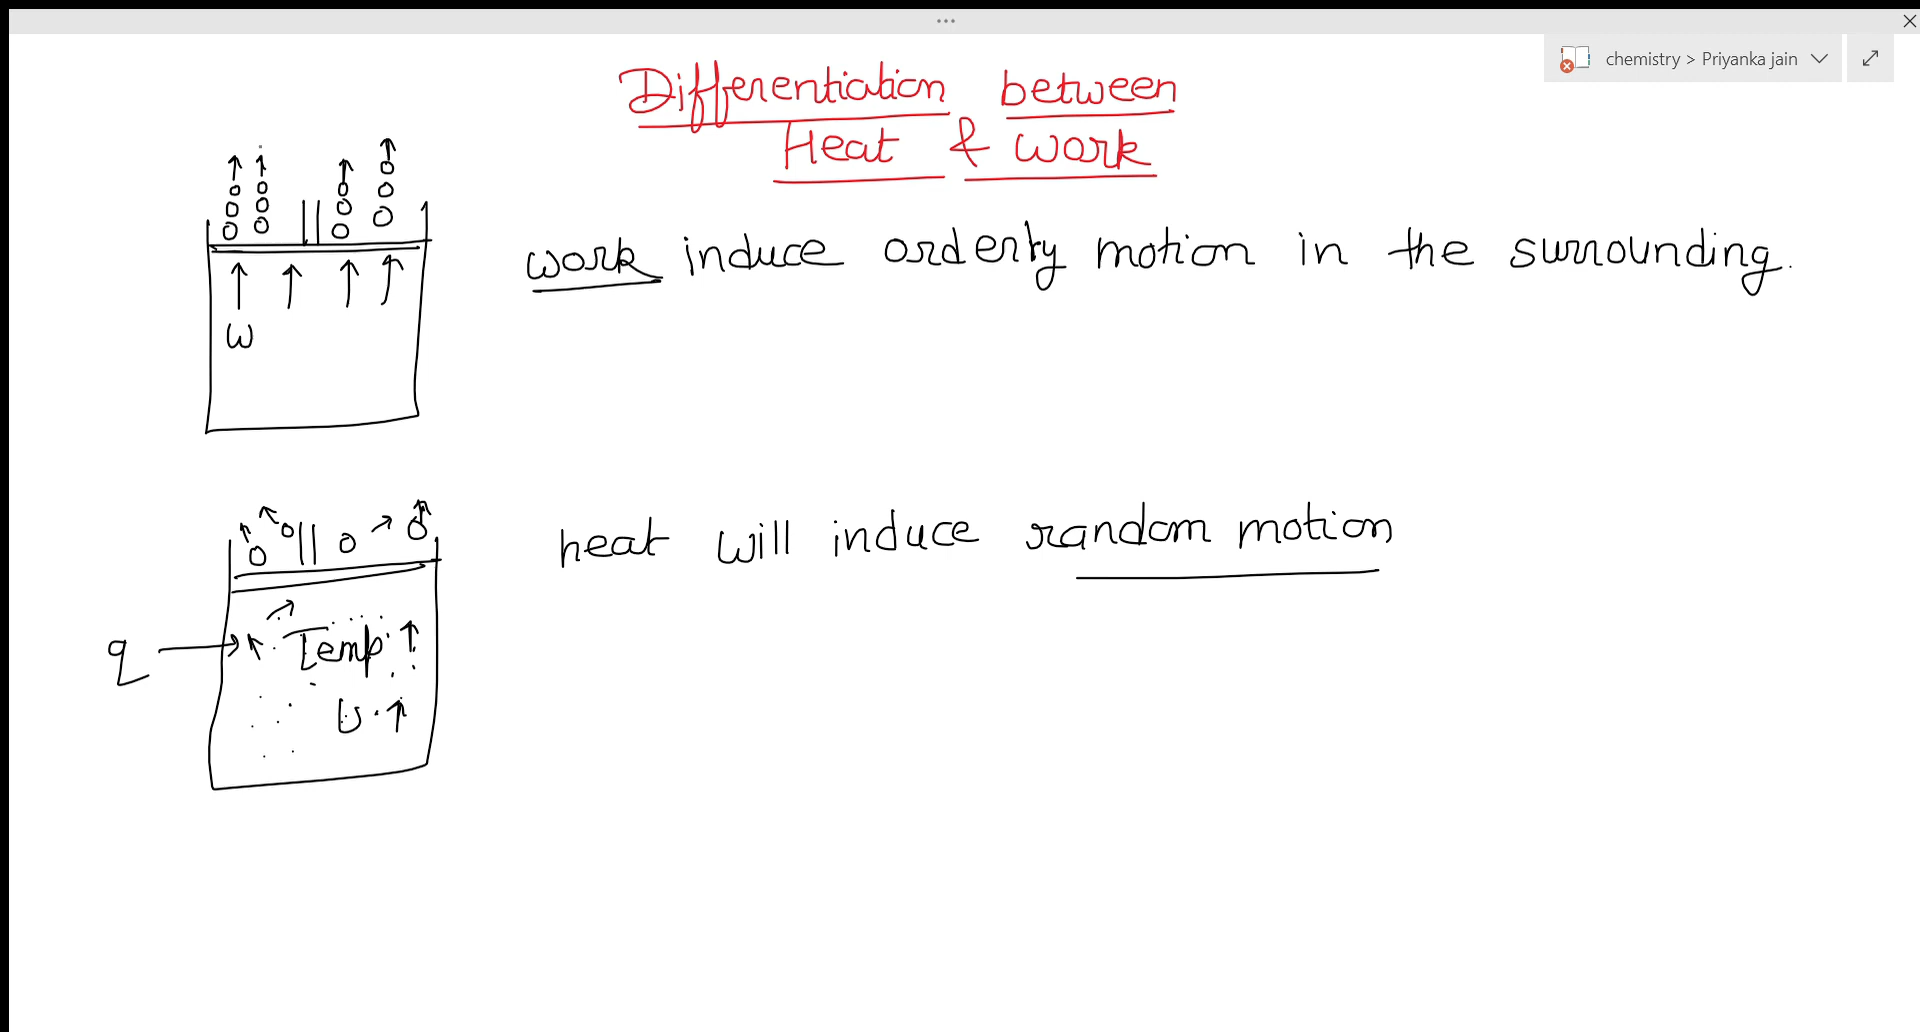 chemistry > Priyanka jain
Differentiation between
Heat & work
work induce orderly motion in the surrounding.
W
heat will induce random motion
q
Temp. ↑
U ↑